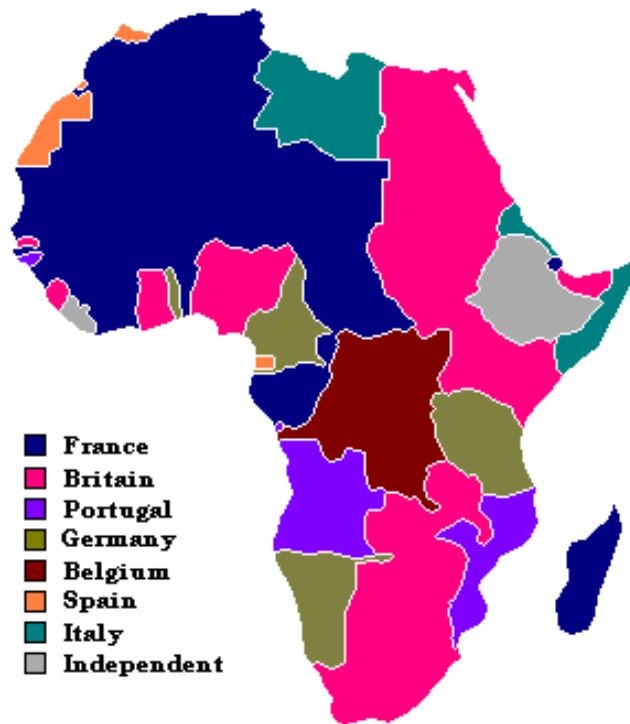 France
Britain
Portugal
Germany
Belgium
Spain
Italy
Independent